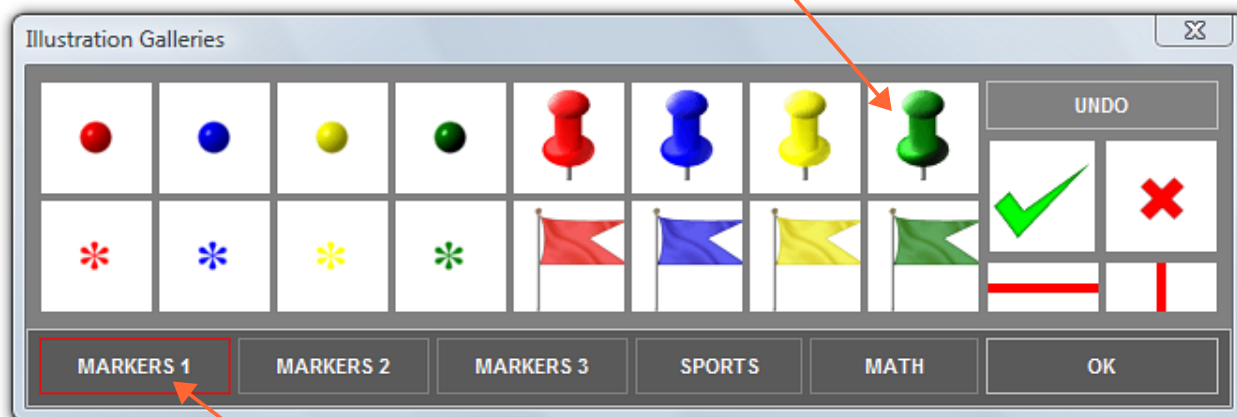 Illustration Galleries
UNDO
MARKERS 1 MARKERS 2 MARKERS 3 SPORTS MATH OK